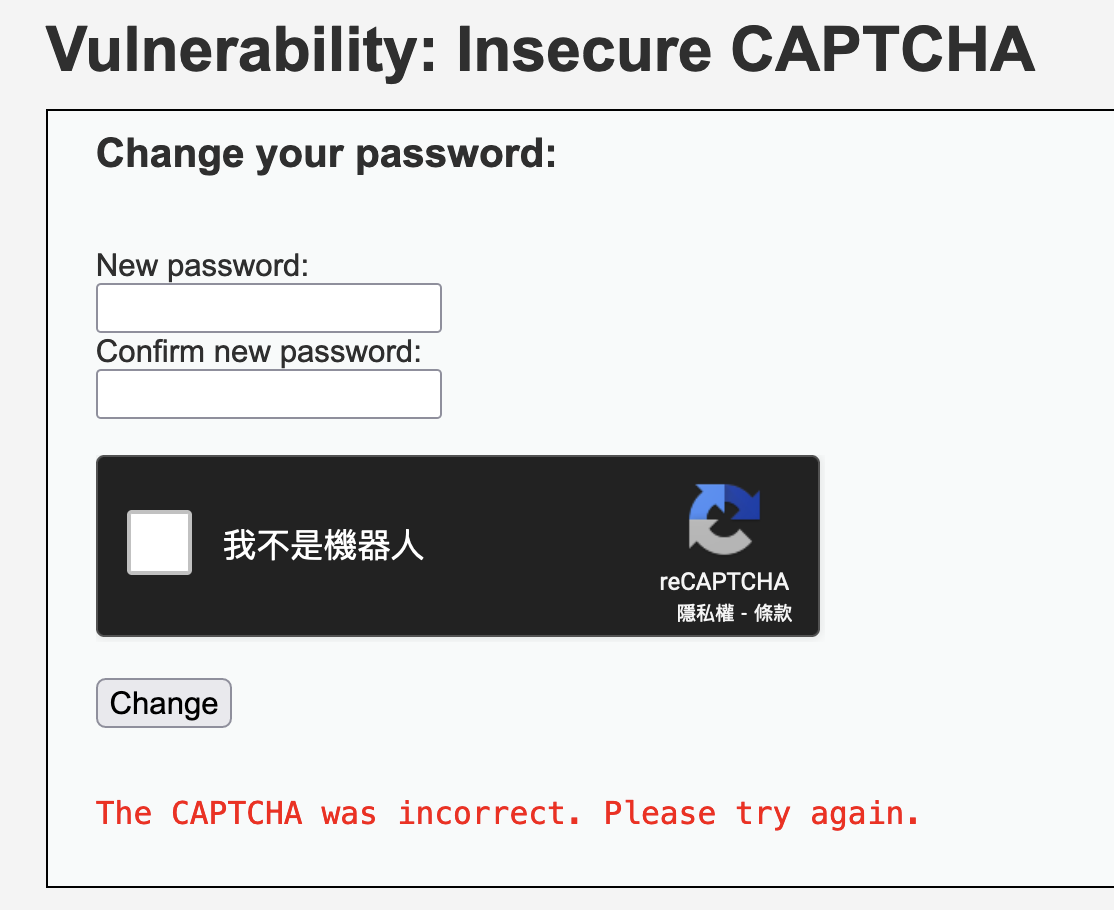 Vulnerability: Insecure CAPTCHA
Change your password:
New password:
Confirm new password:
我不是機器人
reCAPTCHA
隱私權 - 條款
Change
The CAPTCHA was incorrect. Please try again.